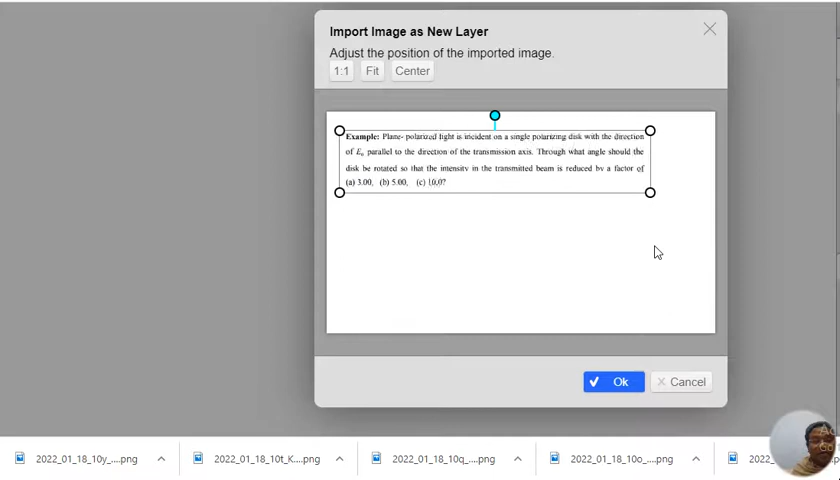 Import Image as New Layer
Adjust the position of the imported image.
1:1 Fit Center
Example: Plane- polarized light is incident on a single polarizing disk with the direction
of E₀ parallel to the direction of the transmission axis. Through what angle should the
disk be rotated so that the intensity in the transmitted beam is reduced by a factor of
(a) 3.00, (b) 5.00, (c) 10.0?
Ok Cancel
2022_01_18_10y_....png 2022_01_18_10t_K....png 2022_01_18_10q_....png 2022_01_18_10o_....png